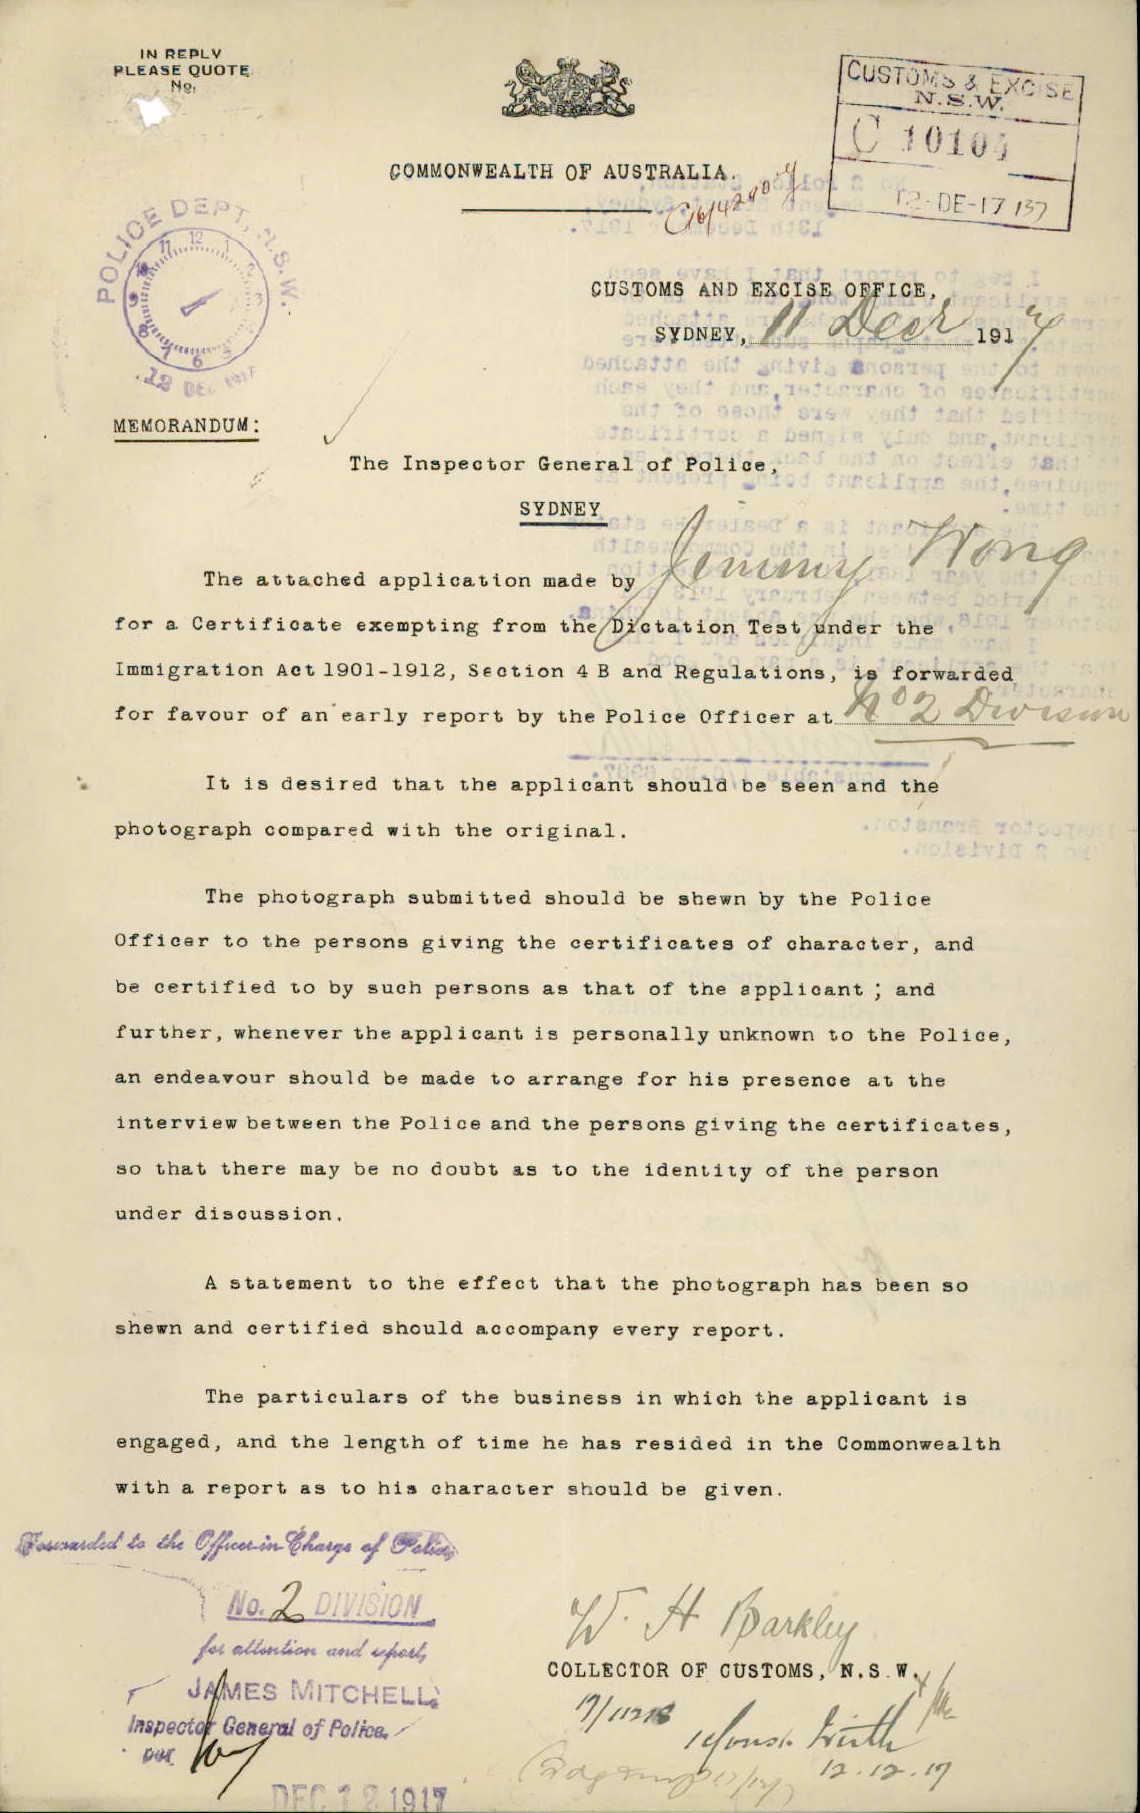 IN REPLY
PLEASE QUOTE
No.
CUSTOMS & EXCISE
N.S.W.
C 10104
12-DE-17 137
COMMONWEALTH OF AUSTRALIA.
POLICE DEPT, N.S.W.
12 DEC
CUSTOMS AND EXCISE OFFICE,
SYDNEY, 11 Decr 1917
MEMORANDUM:
The Inspector General of Police,
SYDNEY
The attached application made by Jimmy Wong
for a Certificate exempting from the Dictation Test under the
Immigration Act 1901-1912, Section 4 B and Regulations, is forwarded
for favour of an early report by the Police Officer at No 2 Division
It is desired that the applicant should be seen and the
photograph compared with the original.
The photograph submitted should be shewn by the Police
Officer to the persons giving the certificates of character, and
be certified to by such persons as that of the applicant; and
further, whenever the applicant is personally unknown to the Police,
an endeavour should be made to arrange for his presence at the
interview between the Police and the persons giving the certificates,
so that there may be no doubt as to the identity of the person
under discussion.
A statement to the effect that the photograph has been so
shewn and certified should accompany every report.
The particulars of the business in which the applicant is
engaged, and the length of time he has resided in the Commonwealth
with a report as to his character should be given.
Forwarded to the Officer-in-Charge of Police
No. 2 DIVISION
for attention and report,
JAMES MITCHELL
Inspector General of Police.
per
DEC 12 1917
W. H Barkley
COLLECTOR OF CUSTOMS, N.S.W.
12.12.17